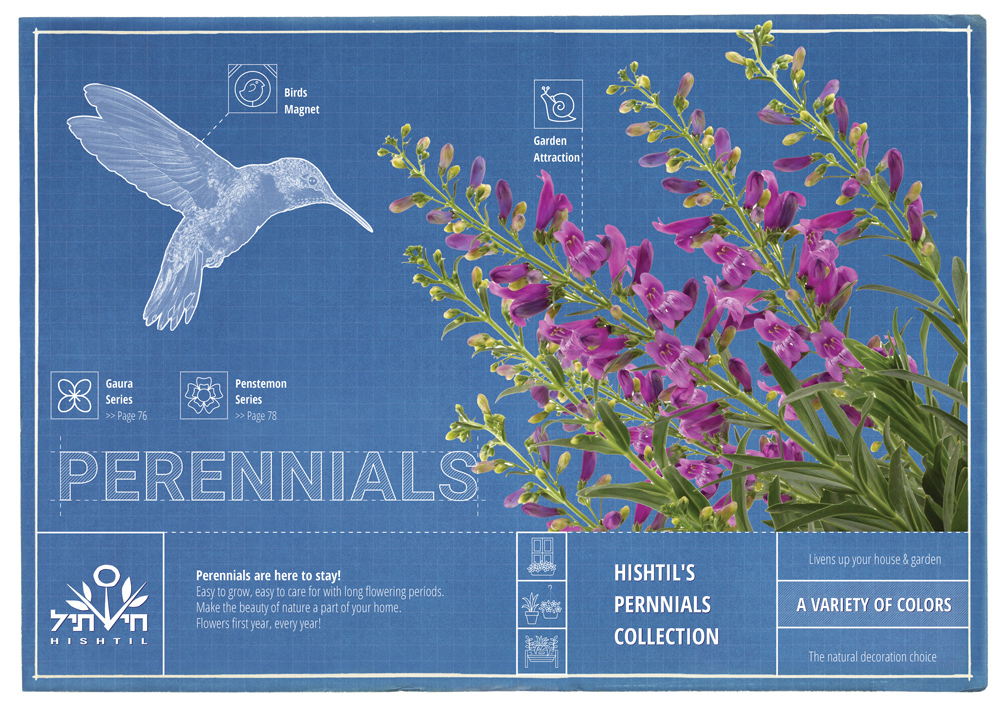 Birds
Magnet
Garden
Attraction
Gaura
Series
>> Page 76
Penstemon
Series
>> Page 78
PERENNIALS
חישתיל
HISHTIL
Perennials are here to stay!
Easy to grow, easy to care for with long flowering periods.
Make the beauty of nature a part of your home.
Flowers first year, every year!
HISHTIL'S
PERNNIALS
COLLECTION
Livens up your house & garden
A VARIETY OF COLORS
The natural decoration choice